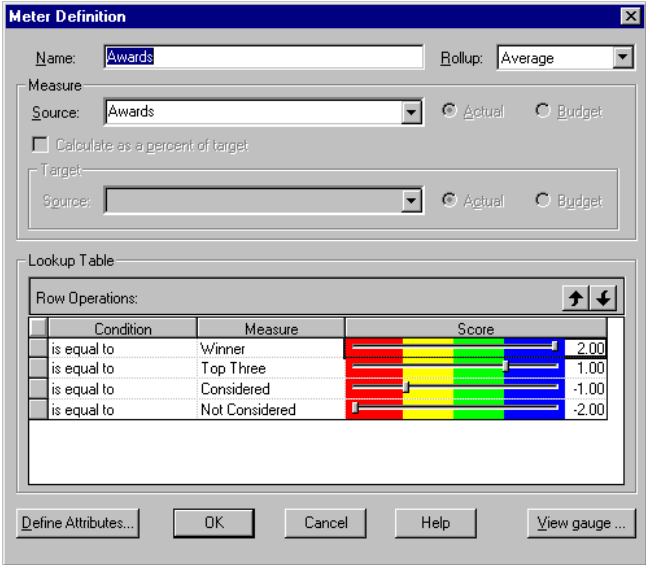 Meter Definition
Name: Awards Rollup: Average
Measure
Source: Awards Actual Budget
Calculate as a percent of target
Target
Source: Actual Budget
Lookup Table
Row Operations:
Condition Measure Score
is equal to Winner 2.00
is equal to Top Three 1.00
is equal to Considered -1.00
is equal to Not Considered -2.00
Define Attributes... OK Cancel Help View gauge ...